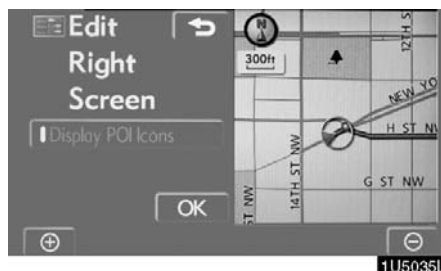 Edit
Right
Screen
Display POI Icons
OK
N
300ft
12TH S
NEW YO
H ST N
14TH ST NW
G ST NW
ST NW
1U5035